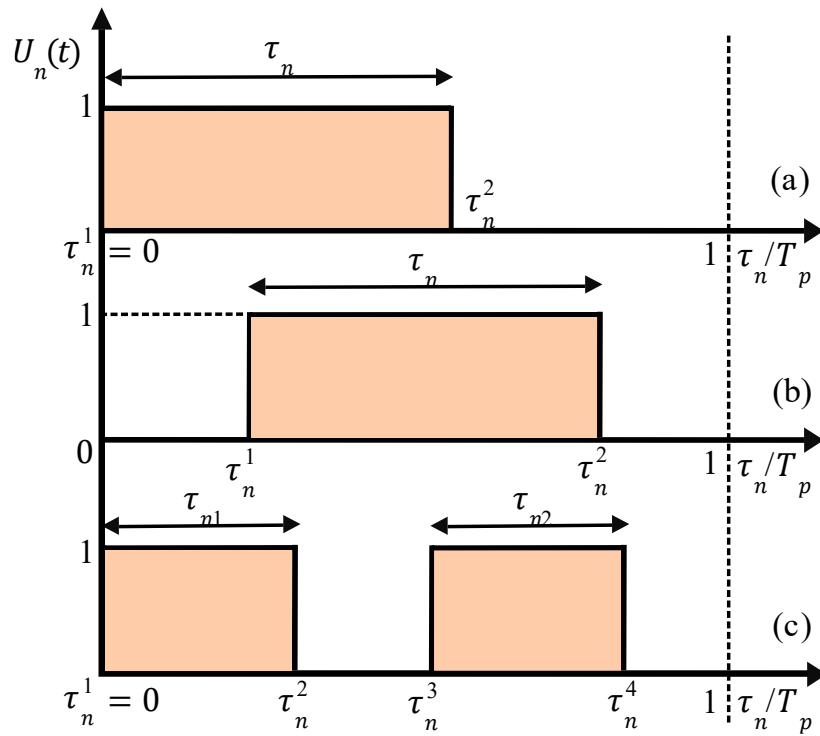 U_n(t)
τ_n
1
(a)
τ_n^2
τ_n^1 = 0
1
τ_n/T_p
τ_n
1
(b)
0
τ_n^1
τ_n^2
1
τ_n/T_p
τ_n1
τ_n2
1
(c)
τ_n^1 = 0
τ_n^2
τ_n^3
τ_n^4
1
τ_n/T_p